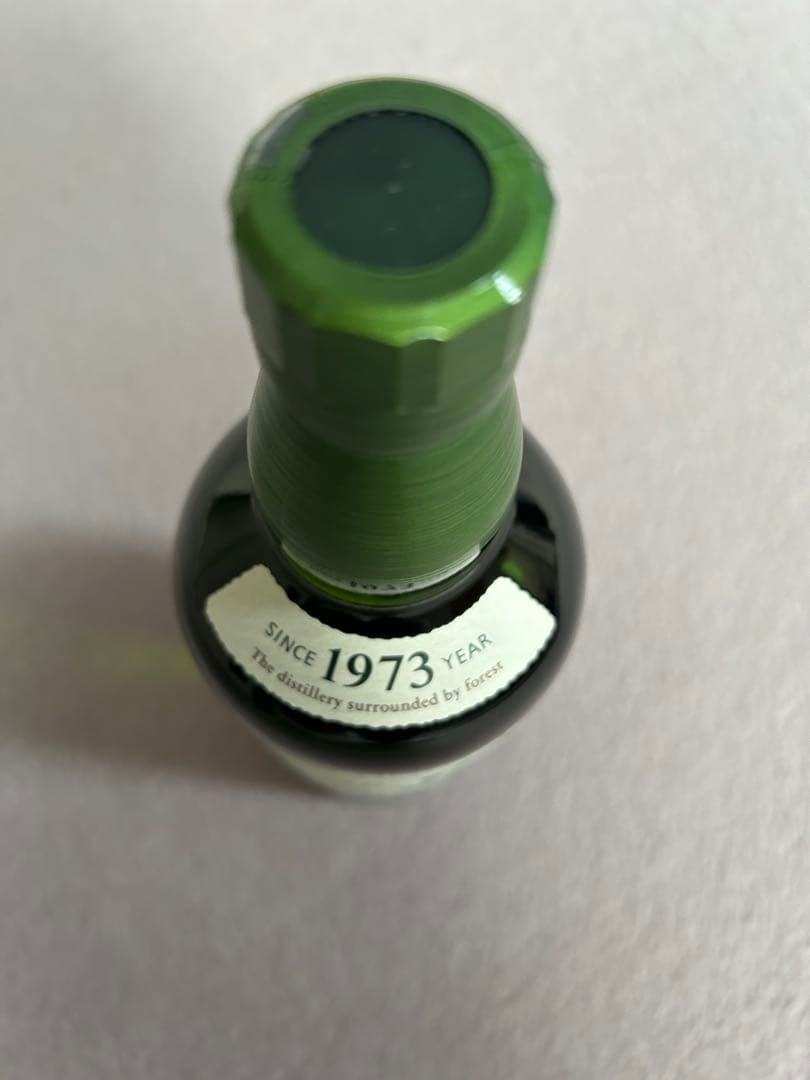 SINCE 1973 YEAR
The distillery surrounded by forest